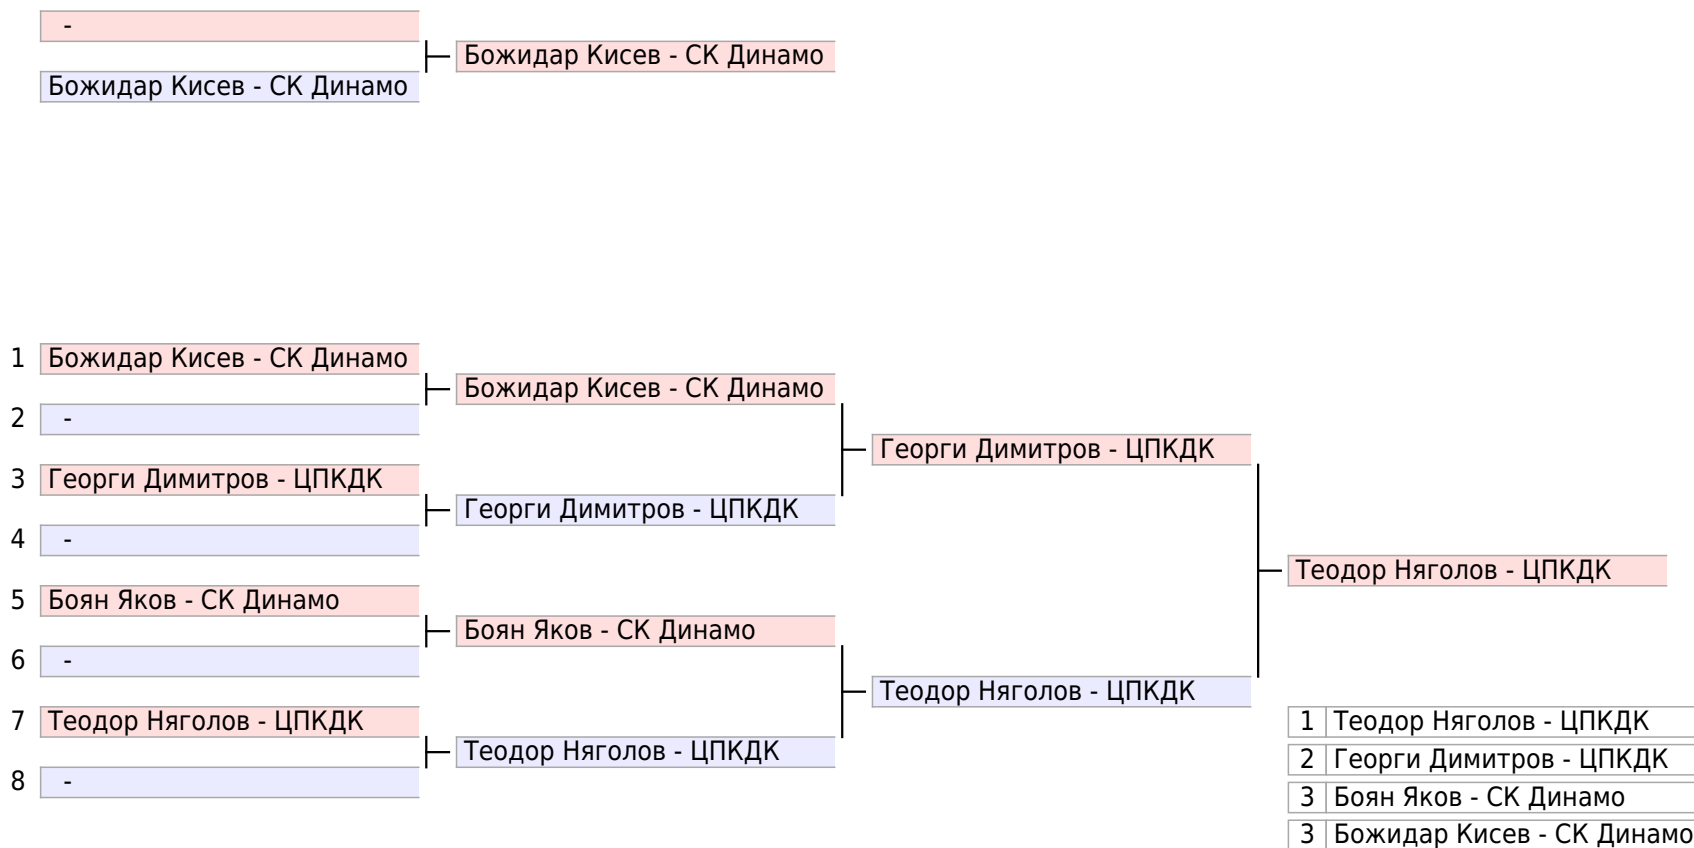 -
Божидар Кисев - СК Динамо
Божидар Кисев - СК Динамо
1 Божидар Кисев - СК Динамо
Божидар Кисев - СК Динамо
2 -
Георги Димитров - ЦПКДК
3 Георги Димитров - ЦПКДК
Георги Димитров - ЦПКДК
4 -
Теодор Няголов - ЦПКДК
5 Боян Яков - СК Динамо
Боян Яков - СК Динамо
6 -
Теодор Няголов - ЦПКДК
7 Теодор Няголов - ЦПКДК
Теодор Няголов - ЦПКДК
8 -
1 Теодор Няголов - ЦПКДК
2 Георги Димитров - ЦПКДК
3 Боян Яков - СК Динамо
3 Божидар Кисев - СК Динамо